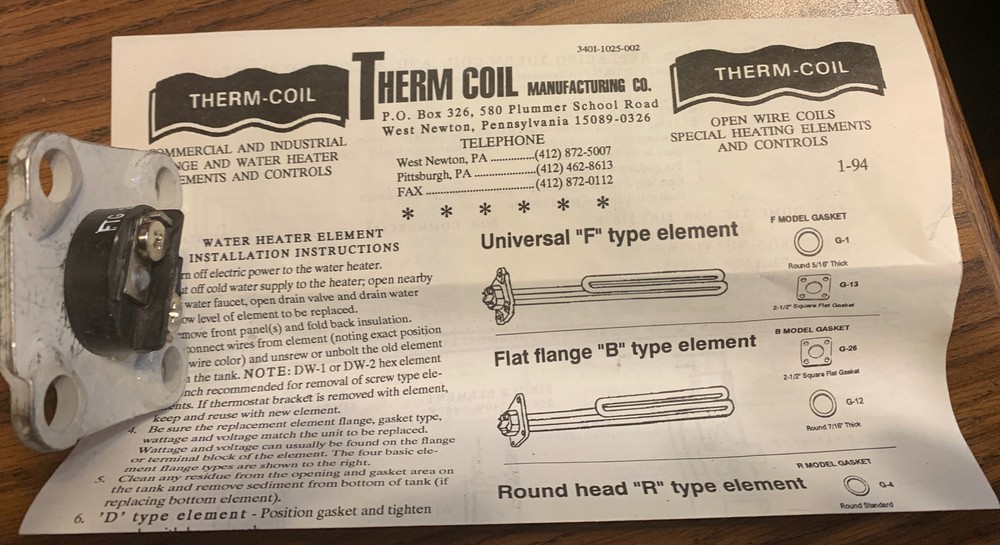 3401-1025-002
THERM-COIL
THERM COIL MANUFACTURING CO.
P.O. Box 326, 580 Plummer School Road
West Newton, Pennsylvania 15089-0326
TELEPHONE
West Newton, PA ..............(412) 872-5007
Pittsburgh, PA ...................(412) 462-8613
FAX ..................................(412) 872-0112
* * * * * *
THERM-COIL
OMMERCIAL AND INDUSTRIAL
NGE AND WATER HEATER
EMENTS AND CONTROLS
OPEN WIRE COILS
SPECIAL HEATING ELEMENTS
AND CONTROLS
1-94
FTG
WATER HEATER ELEMENT
INSTALLATION INSTRUCTIONS
rn off electric power to the water heater.
ut off cold water supply to the heater; open nearby
water faucet, open drain valve and drain water
ow level of element to be replaced.
move front panel(s) and fold back insulation.
connect wires from element (noting exact position
wire color) and unsrew or unbolt the old element
the tank. NOTE: DW-1 or DW-2 hex element
nch recommended for removal of screw type ele-
ents. If thermostat bracket is removed with element,
keep and reuse with new element.
4. Be sure the replacement element flange, gasket type,
wattage and voltage match the unit to be replaced.
Wattage and voltage can usually be found on the flange
or terminal block of the element. The four basic ele-
ment flange types are shown to the right.
5. Clean any residue from the opening and gasket area on
the tank and remove sediment from bottom of tank (if
replacing bottom element).
6. 'D' type element - Position gasket and tighten
Universal "F" type element
F MODEL GASKET
G-1
Round 5/16" Thick
G-13
2-1/2" Square Flat Gasket
Flat flange "B" type element
B MODEL GASKET
G-26
2-1/2" Square Flat Gasket
G-12
Round 7/16" Thick
Round head "R" type element
R MODEL GASKET
G-4
Round Standard